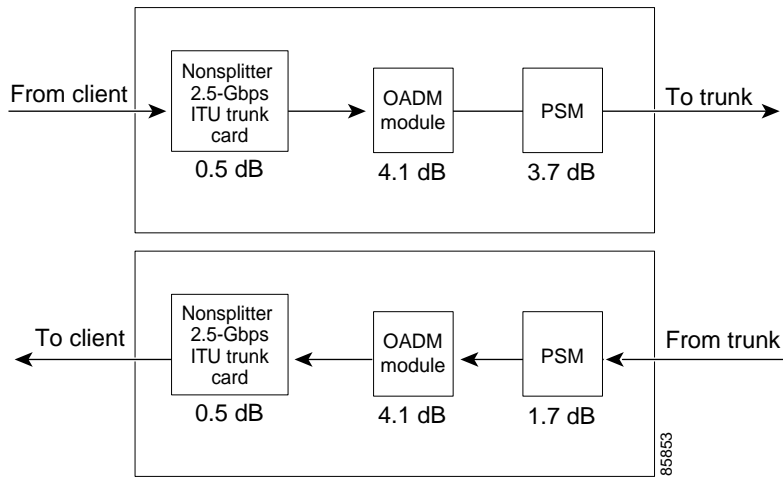 From client
Nonsplitter
2.5-Gbps
ITU trunk
card
0.5 dB
OADM
module
4.1 dB
PSM
3.7 dB
To trunk
To client
Nonsplitter
2.5-Gbps
ITU trunk
card
0.5 dB
OADM
module
4.1 dB
PSM
1.7 dB
From trunk
85853